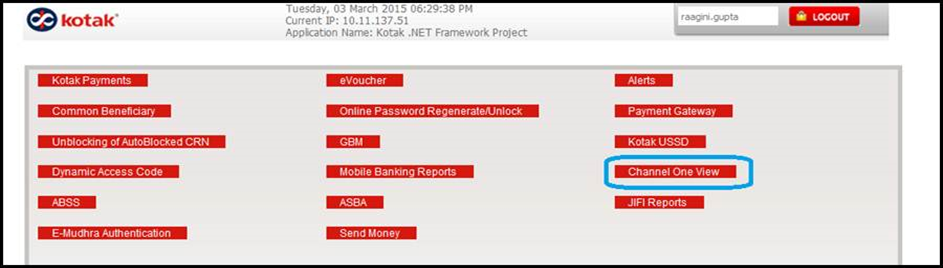 kotak
Tuesday, 03 March 2015 06:29:38 PM
Current IP: 10.11.137.51
Application Name: Kotak .NET Framework Project
raagini.gupta
LOGOUT
Kotak Payments eVoucher Alerts
Common Beneficiary Online Password Regenerate/Unlock Payment Gateway
Unblocking of AutoBlocked CRN GBM Kotak USSD
Dynamic Access Code Mobile Banking Reports Channel One View
ABSS ASBA JIFI Reports
E-Mudhra Authentication Send Money